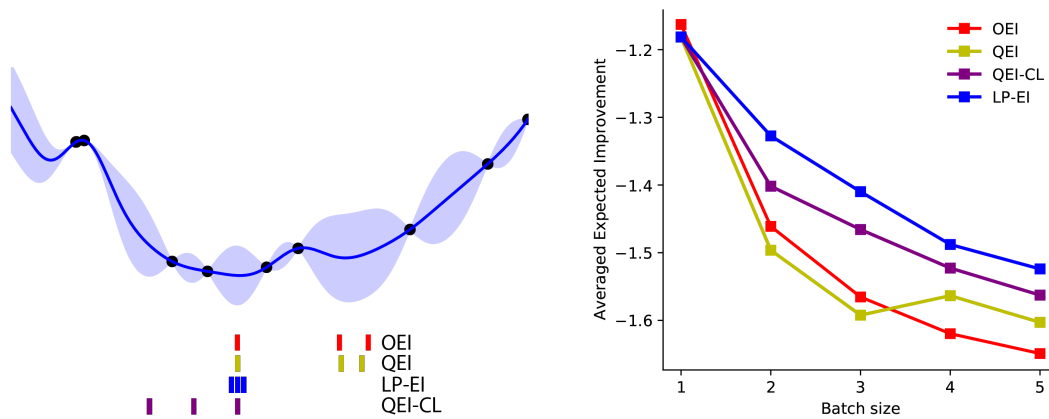 OEI
QEI
LP-EI
QEI-CL
Averaged Expected Improvement
−1.2
−1.3
−1.4
−1.5
−1.6
OEI
QEI
QEI-CL
LP-EI
1 2 3 4 5
Batch size